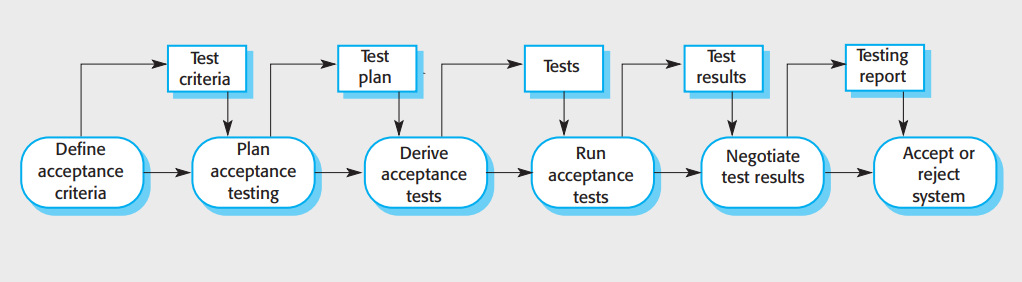 Test
criteria
Test
plan
Tests
Test
results
Testing
report
Define
acceptance
criteria
Plan
acceptance
testing
Derive
acceptance
tests
Run
acceptance
tests
Negotiate
test results
Accept or
reject
system